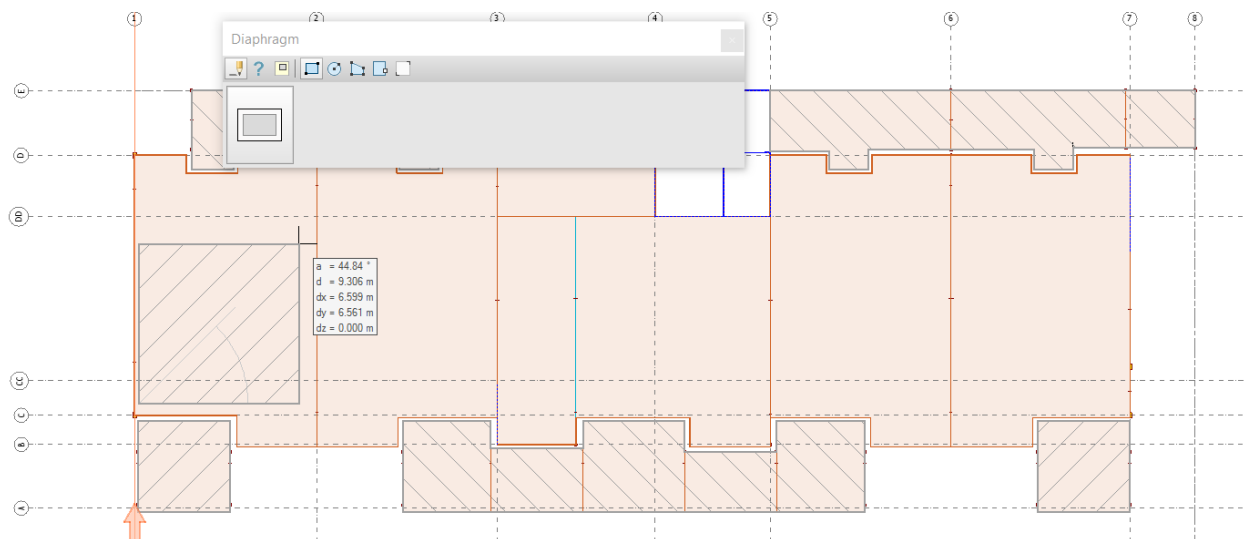 1 2 3 4 5 6 7 8
Diaphragm
?
E
D
DD
a = 44.84 °
d = 9.306 m
dx = 6.599 m
dy = 6.561 m
dz = 0.000 m
CC
C
B
A